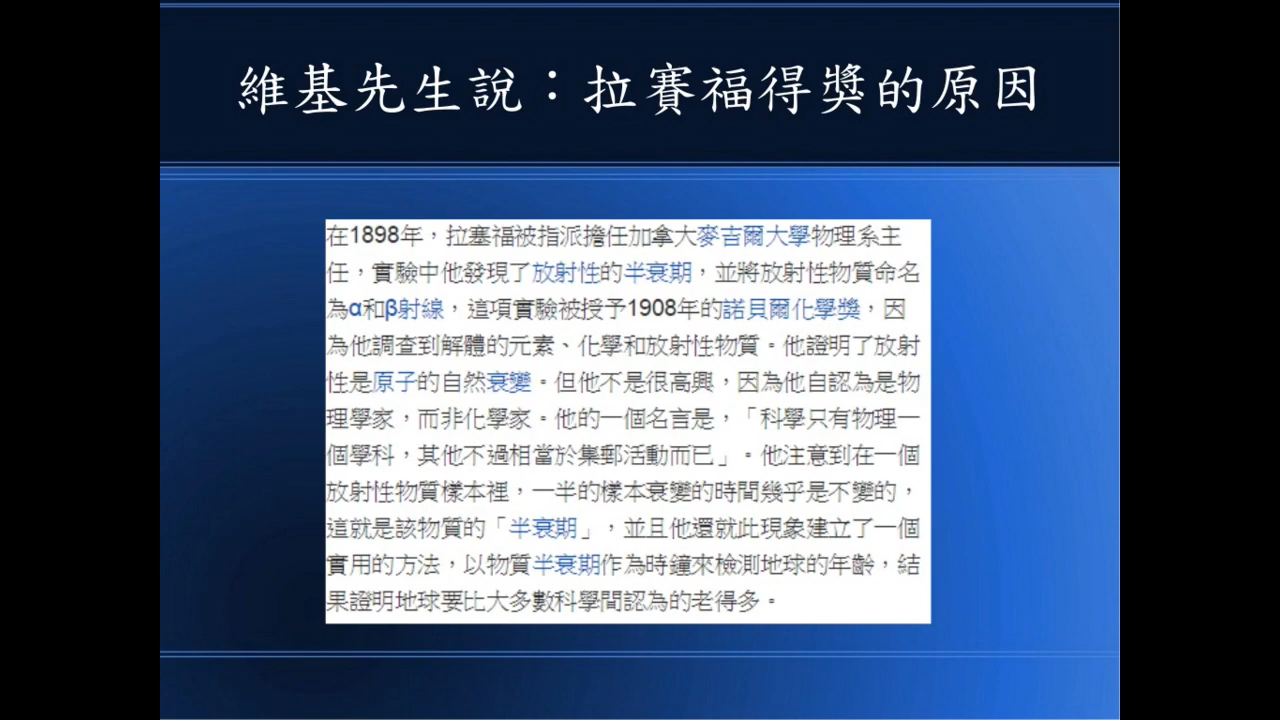 維基先生說：拉賽福得獎的原因
在1898年，拉塞福被指派擔任加拿大麥吉爾大學物理系主
任，實驗中他發現了放射性的半衰期，並將放射性物質命名
為α和β射線，這項實驗被授予1908年的諾貝爾化學獎，因
為他調查到解體的元素、化學和放射性物質。他證明了放射
性是原子的自然衰變。但他不是很高興，因為他自認為是物
理學家，而非化學家。他的一個名言是，「科學只有物理一
個學科，其他不過相當於集郵活動而已」。他注意到在一個
放射性物質樣本裡，一半的樣本衰變的時間幾乎是不變的，
這就是該物質的「半衰期」，並且他還就此現象建立了一個
實用的方法，以物質半衰期作為時鐘來檢測地球的年齡，結
果證明地球要比大多數科學間認為的老得多。